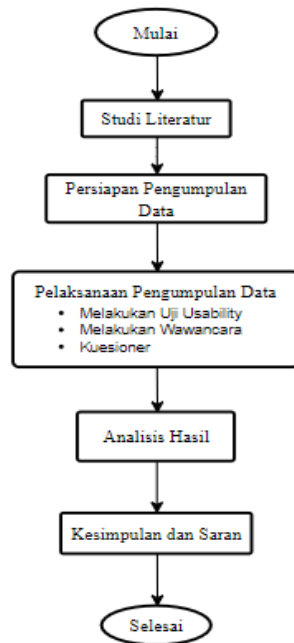 Mulai
Studi Literatur
Persiapan Pengumpulan
Data
Pelaksanaan Pengumpulan Data
• Melakukan Uji Usability
• Melakukan Wawancara
• Kuesioner
Analisis Hasil
Kesimpulan dan Saran
Selesai